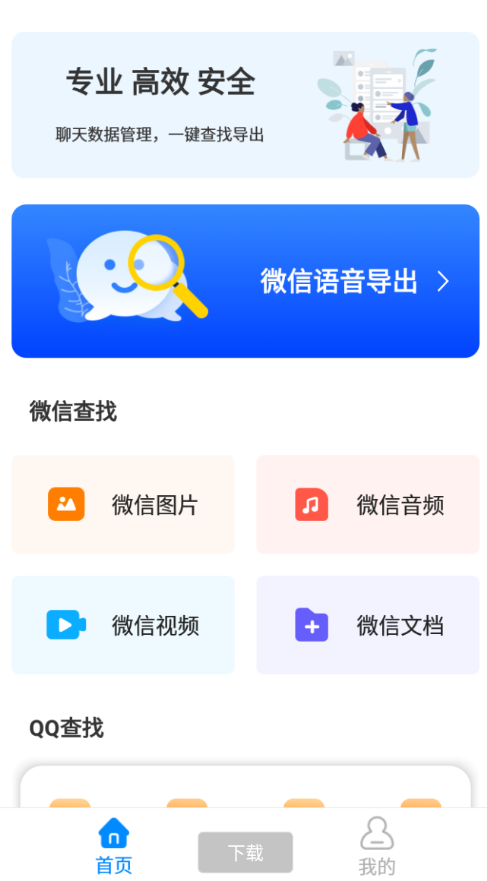 专业 高效 安全
聊天数据管理，一键查找导出
微信语音导出
微信查找
微信图片
微信音频
微信视频
微信文档
QQ查找
首页
下载
我的